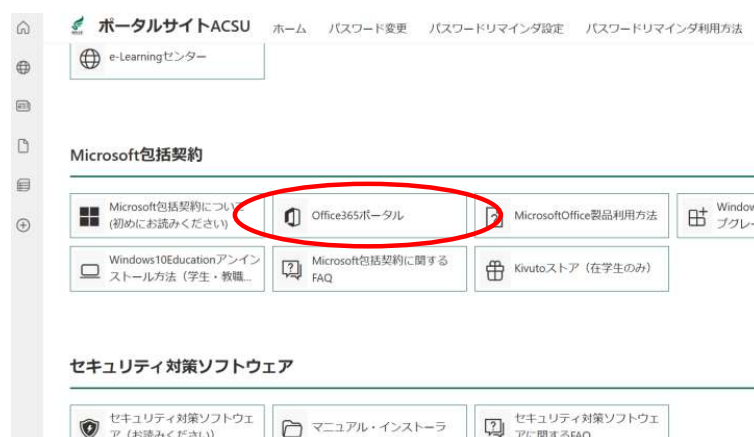 ポータルサイトACSU ホーム パスワード変更 パスワードリマインダ設定 パスワードリマインダ利用方法
e-Learningセンター
Microsoft包括契約
Microsoft包括契約について
(初めにお読みください)
Office365ポータル
MicrosoftOffice製品利用方法
Window
プグレー
Windows10Educationアンイン
ストール方法（学生・教職...
Microsoft包括契約に関する
FAQ
Kivutoストア（在学生のみ）
セキュリティ対策ソフトウェア
セキュリティ対策ソフトウェ
ア（お読みください）
マニュアル・インストーラ
セキュリティ対策ソフトウェ
アに関するFAQ